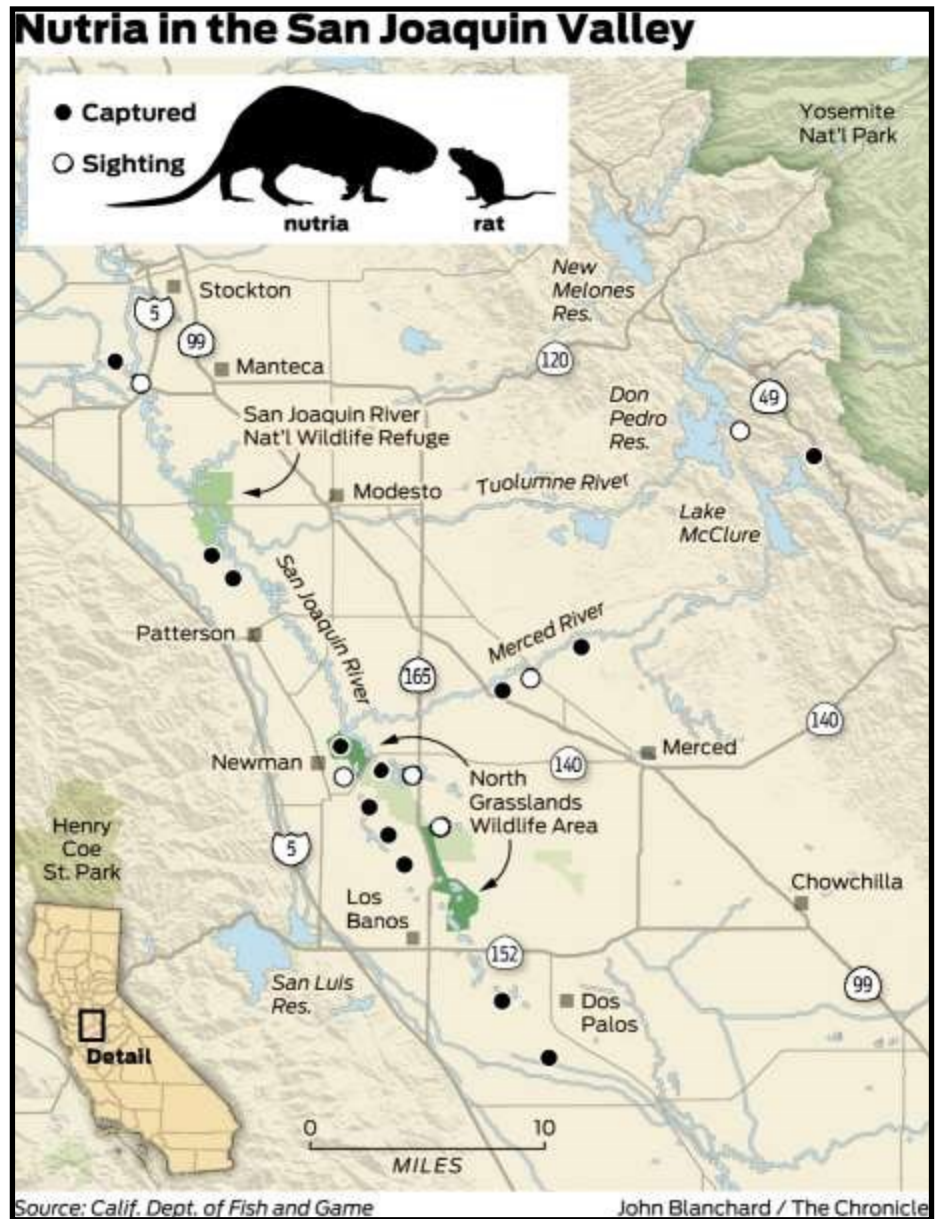 Nutria in the San Joaquin Valley
Captured
Sighting
nutria
rat
Yosemite
Nat'l Park
New
Melones
Res.
Stockton
5
99
Manteca
120
Don
Pedro
Res.
49
San Joaquin River
Nat'l Wildlife Refuge
Modesto
Tuolumne River
Lake
McClure
San Joaquin River
Patterson
Merced River
165
140
Newman
Merced
140
North
Grasslands
Wildlife Area
Henry
Coe
St. Park
5
Los
Banos
Chowchilla
152
99
San Luis
Res.
Dos
Palos
Detail
0
10
MILES
Source: Calif. Dept. of Fish and Game
John Blanchard / The Chronicle